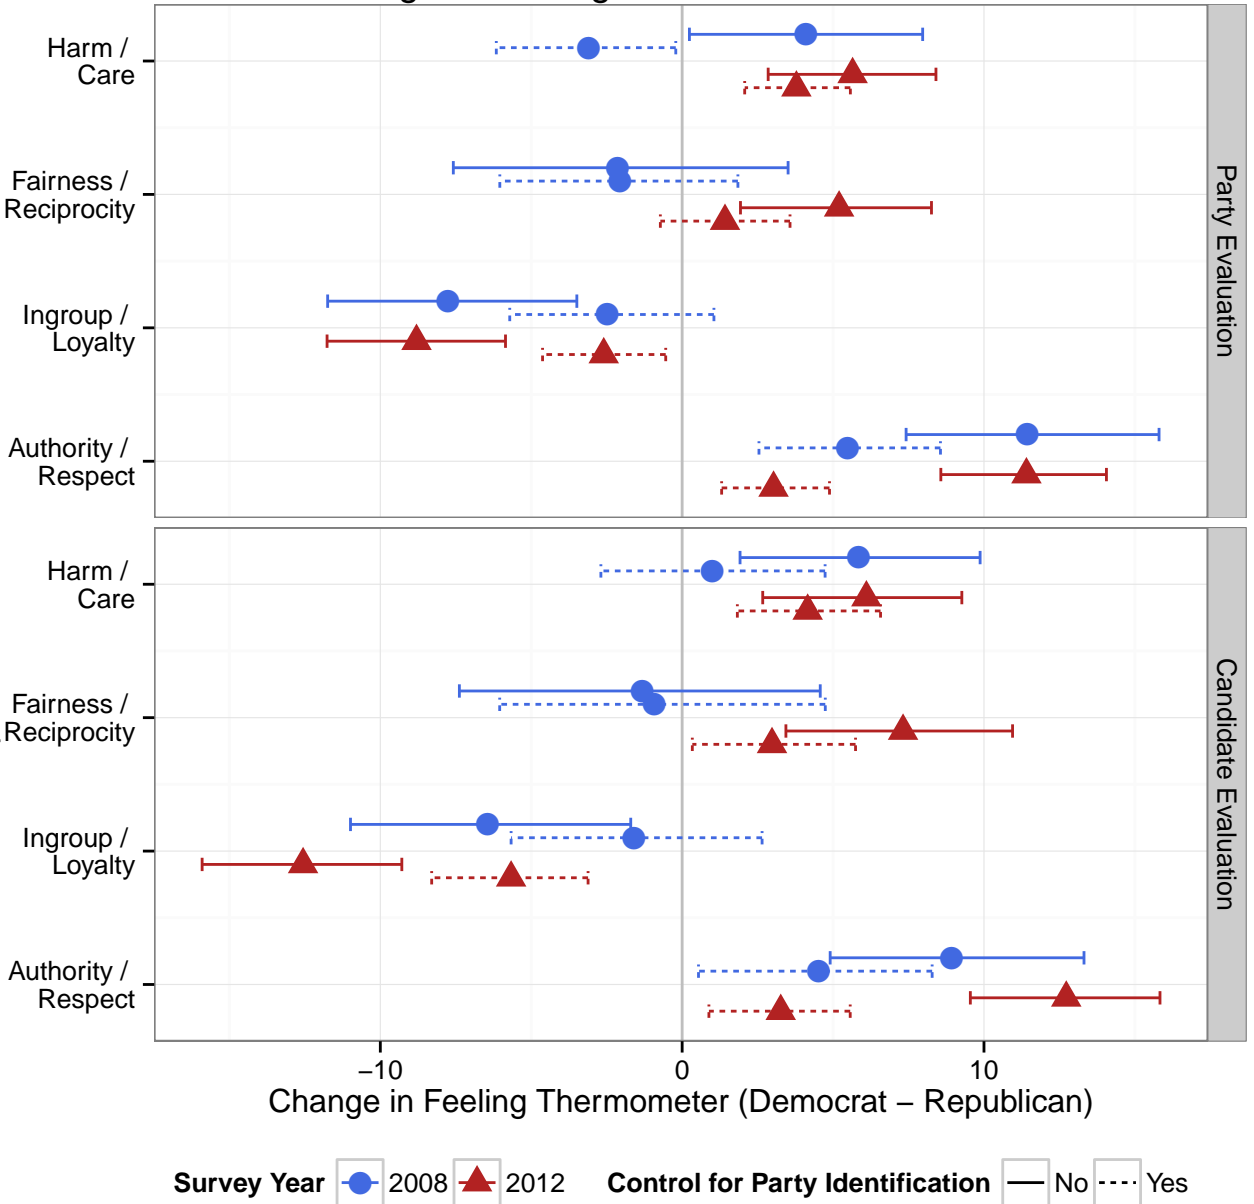 Harm /
Care
Fairness /
Reciprocity
Ingroup /
Loyalty
Authority /
Respect
Party Evaluation
Harm /
Care
Fairness /
Reciprocity
Ingroup /
Loyalty
Authority /
Respect
Candidate Evaluation
−10 0 10
Change in Feeling Thermometer (Democrat − Republican)
Survey Year 2008 2012 Control for Party Identification No Yes